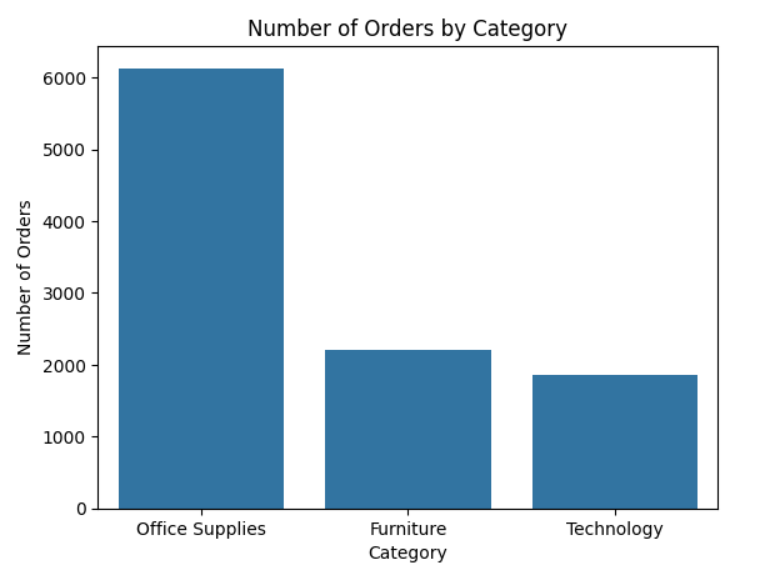 Number of Orders by Category
Number of Orders
6000
5000
4000
3000
2000
1000
0
Office Supplies
Furniture
Technology
Category